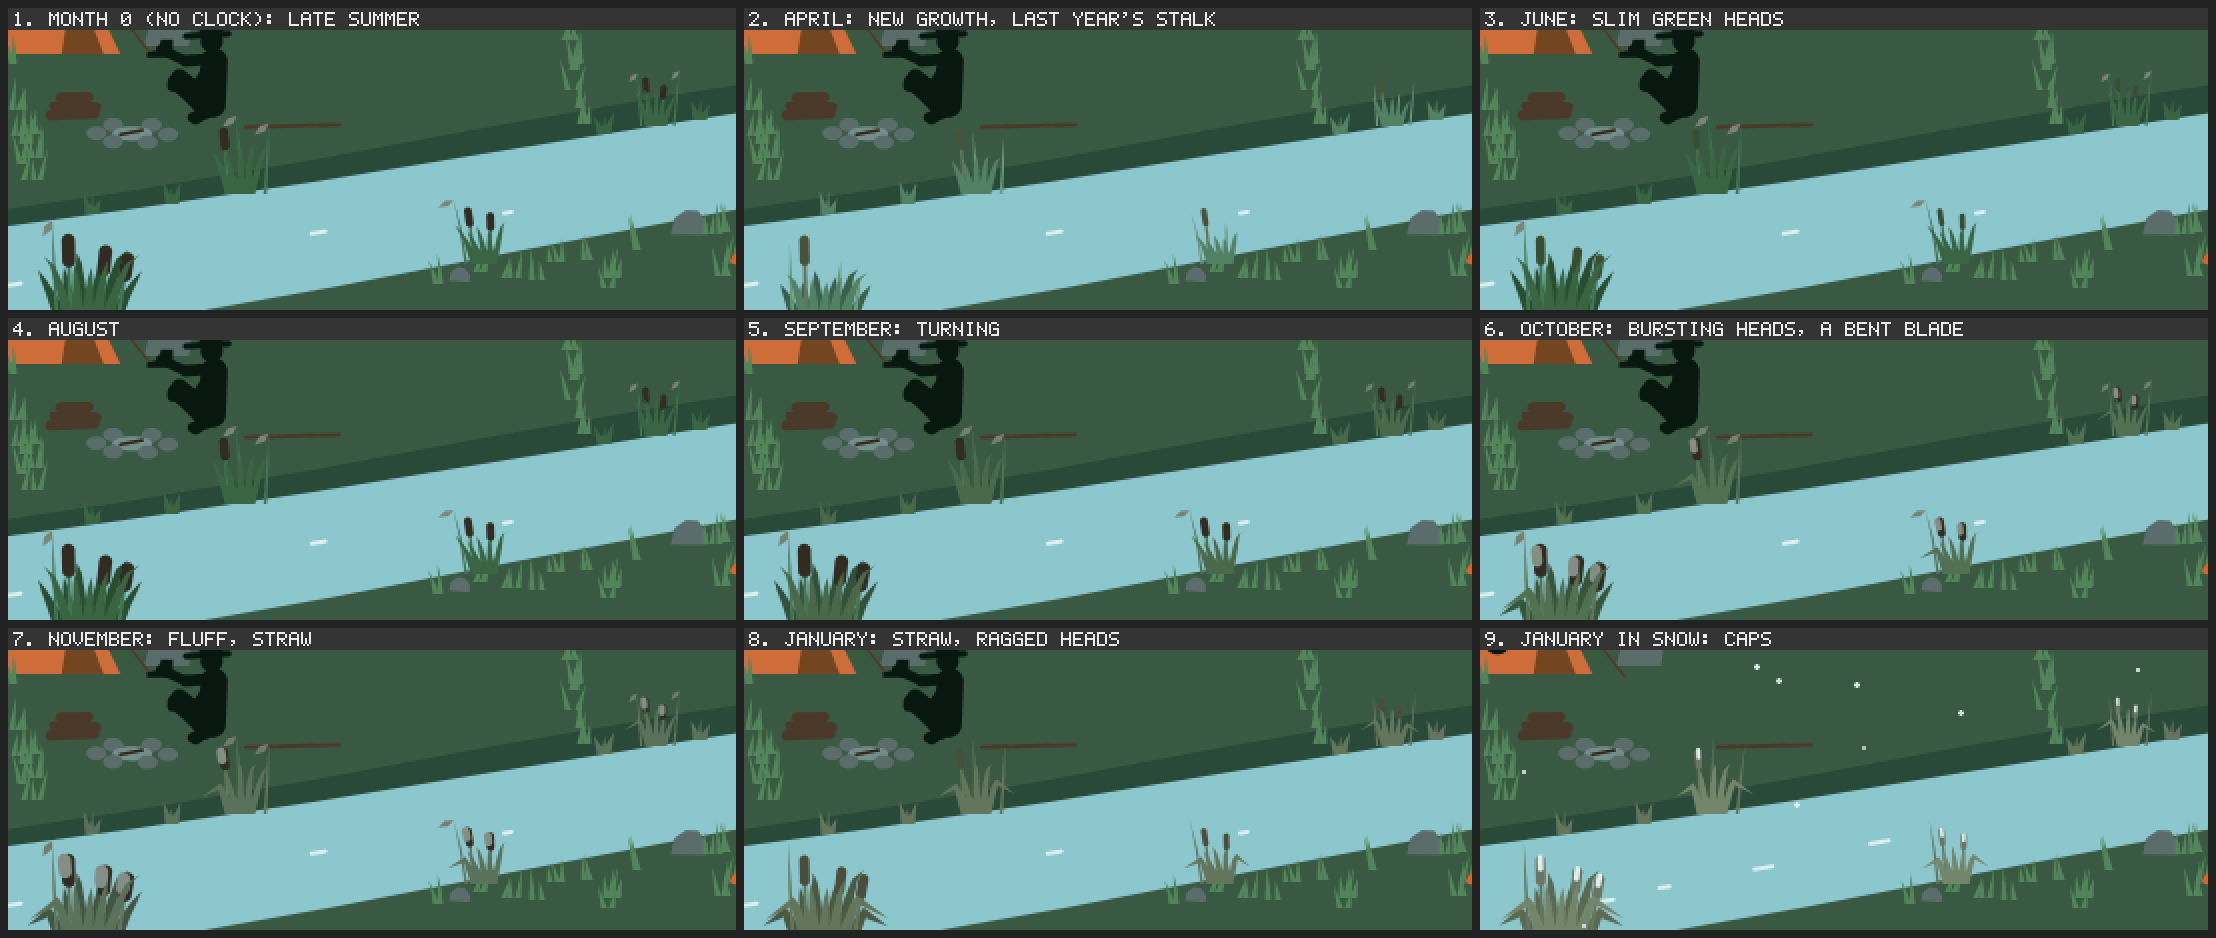 1. MONTH 0 (NO CLOCK): LATE SUMMER
2. APRIL: NEW GROWTH, LAST YEAR'S STALK
3. JUNE: SLIM GREEN HEADS
4. AUGUST
5. SEPTEMBER: TURNING
6. OCTOBER: BURSTING HEADS, A BENT BLADE
7. NOVEMBER: FLUFF, STRAW
8. JANUARY: STRAW, RAGGED HEADS
9. JANUARY IN SNOW: CAPS